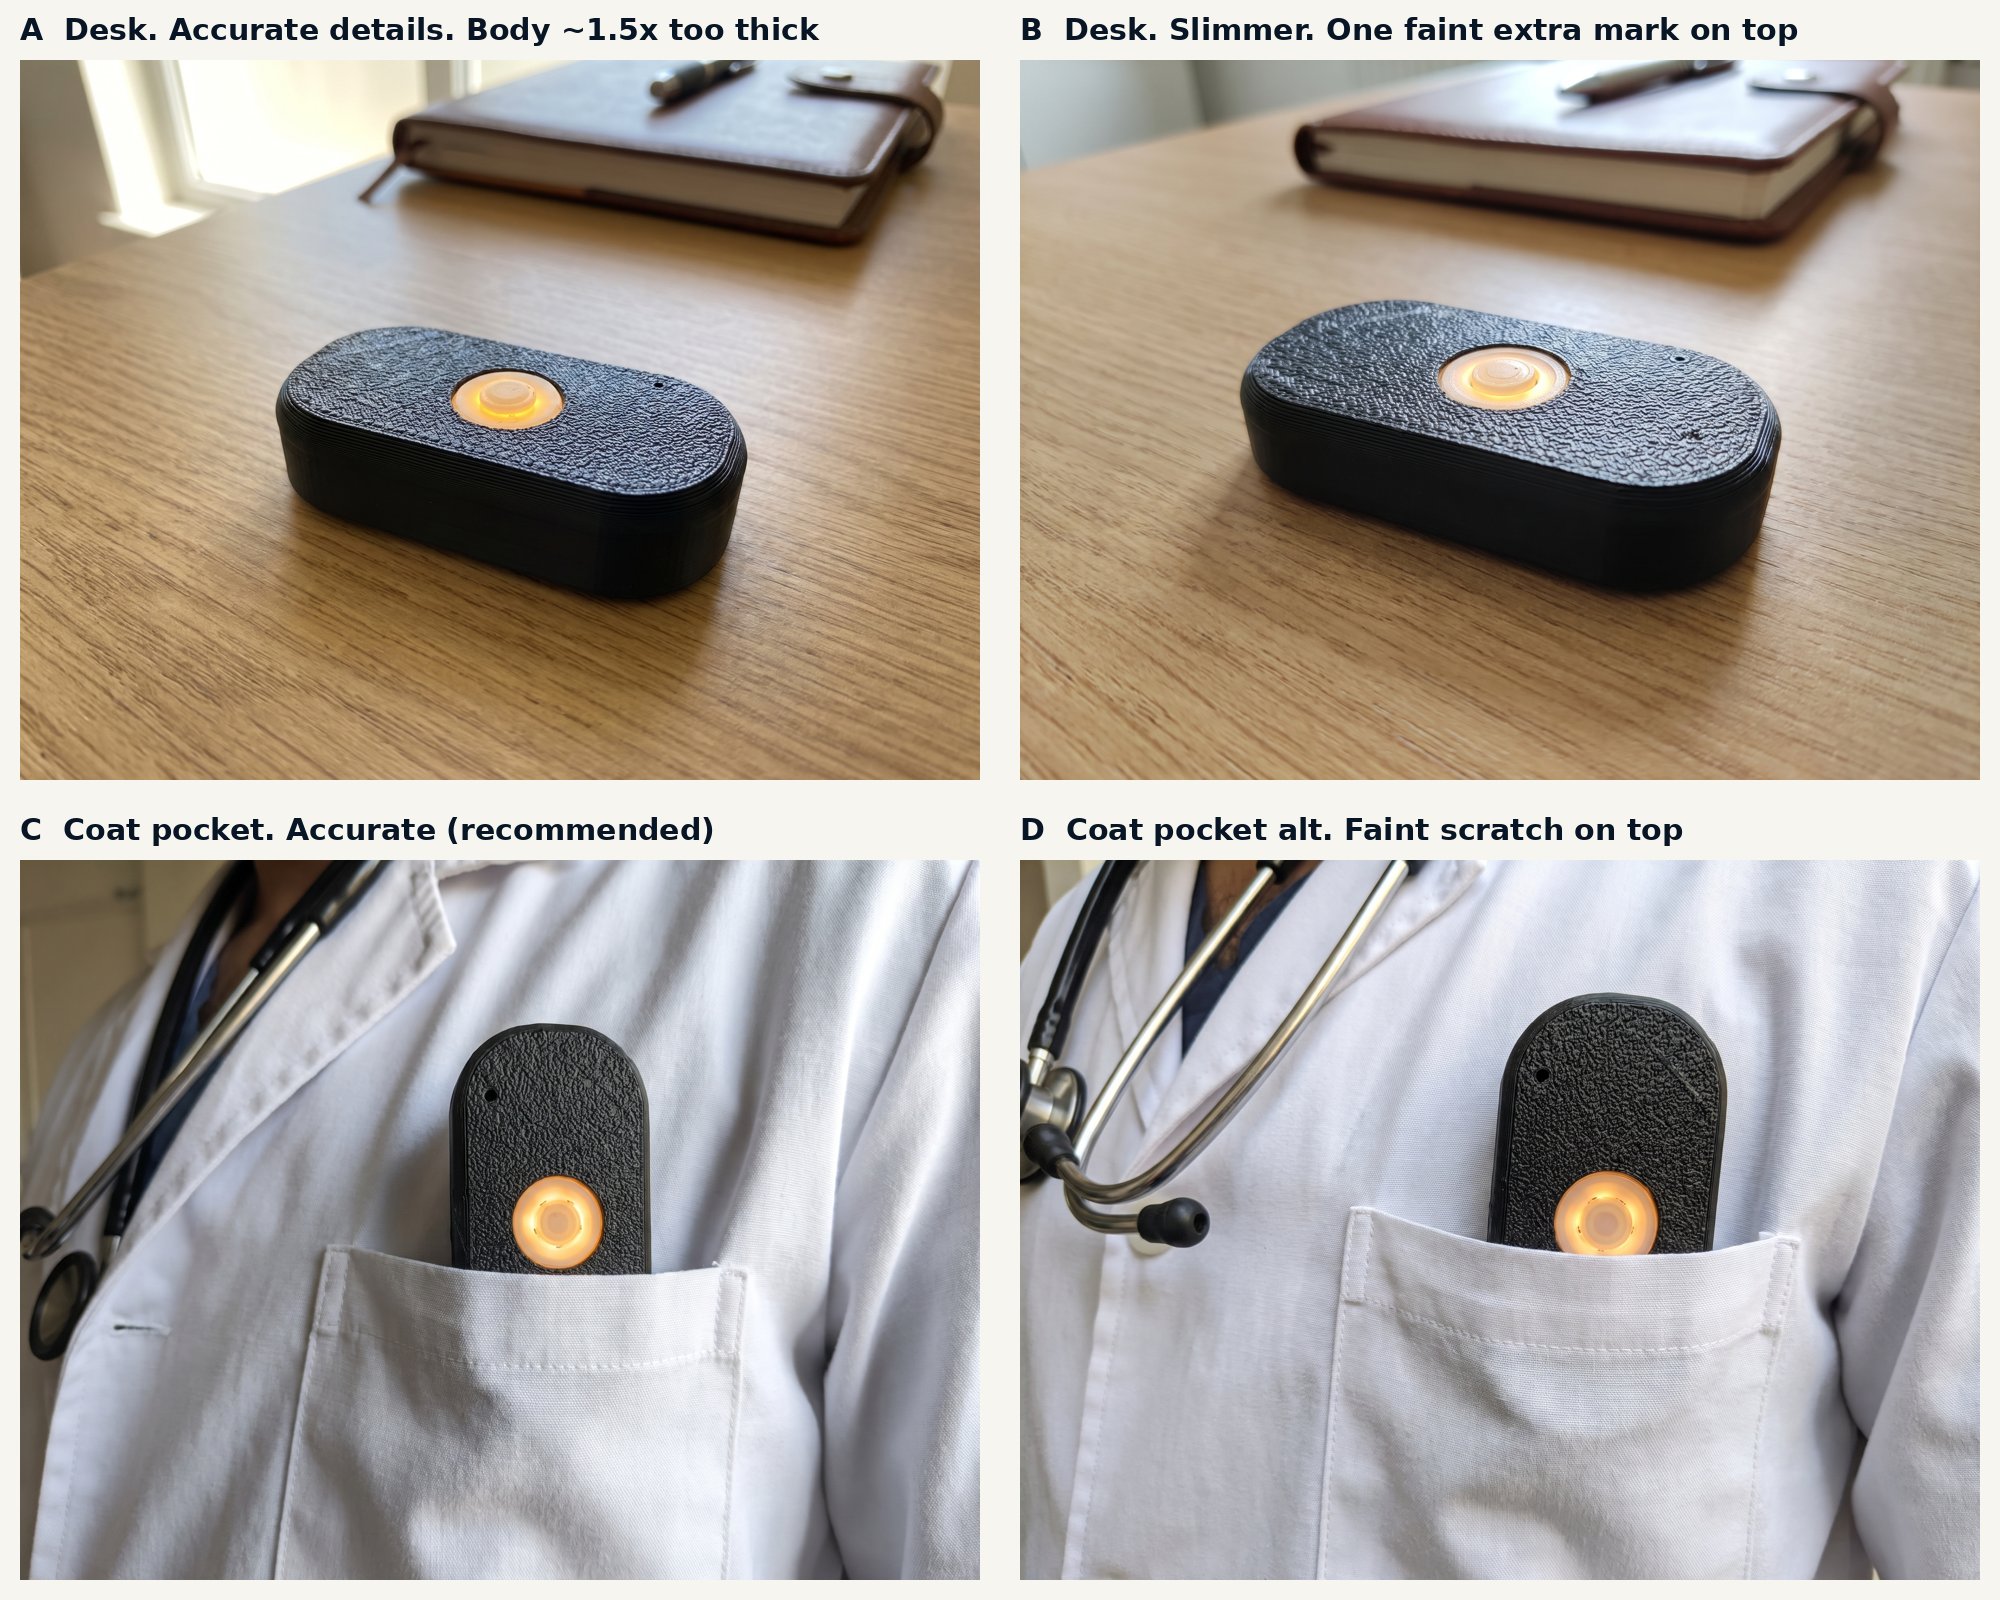 A  Desk. Accurate details. Body ~1.5x too thick
B  Desk. Slimmer. One faint extra mark on top
C  Coat pocket. Accurate (recommended)
D  Coat pocket alt. Faint scratch on top